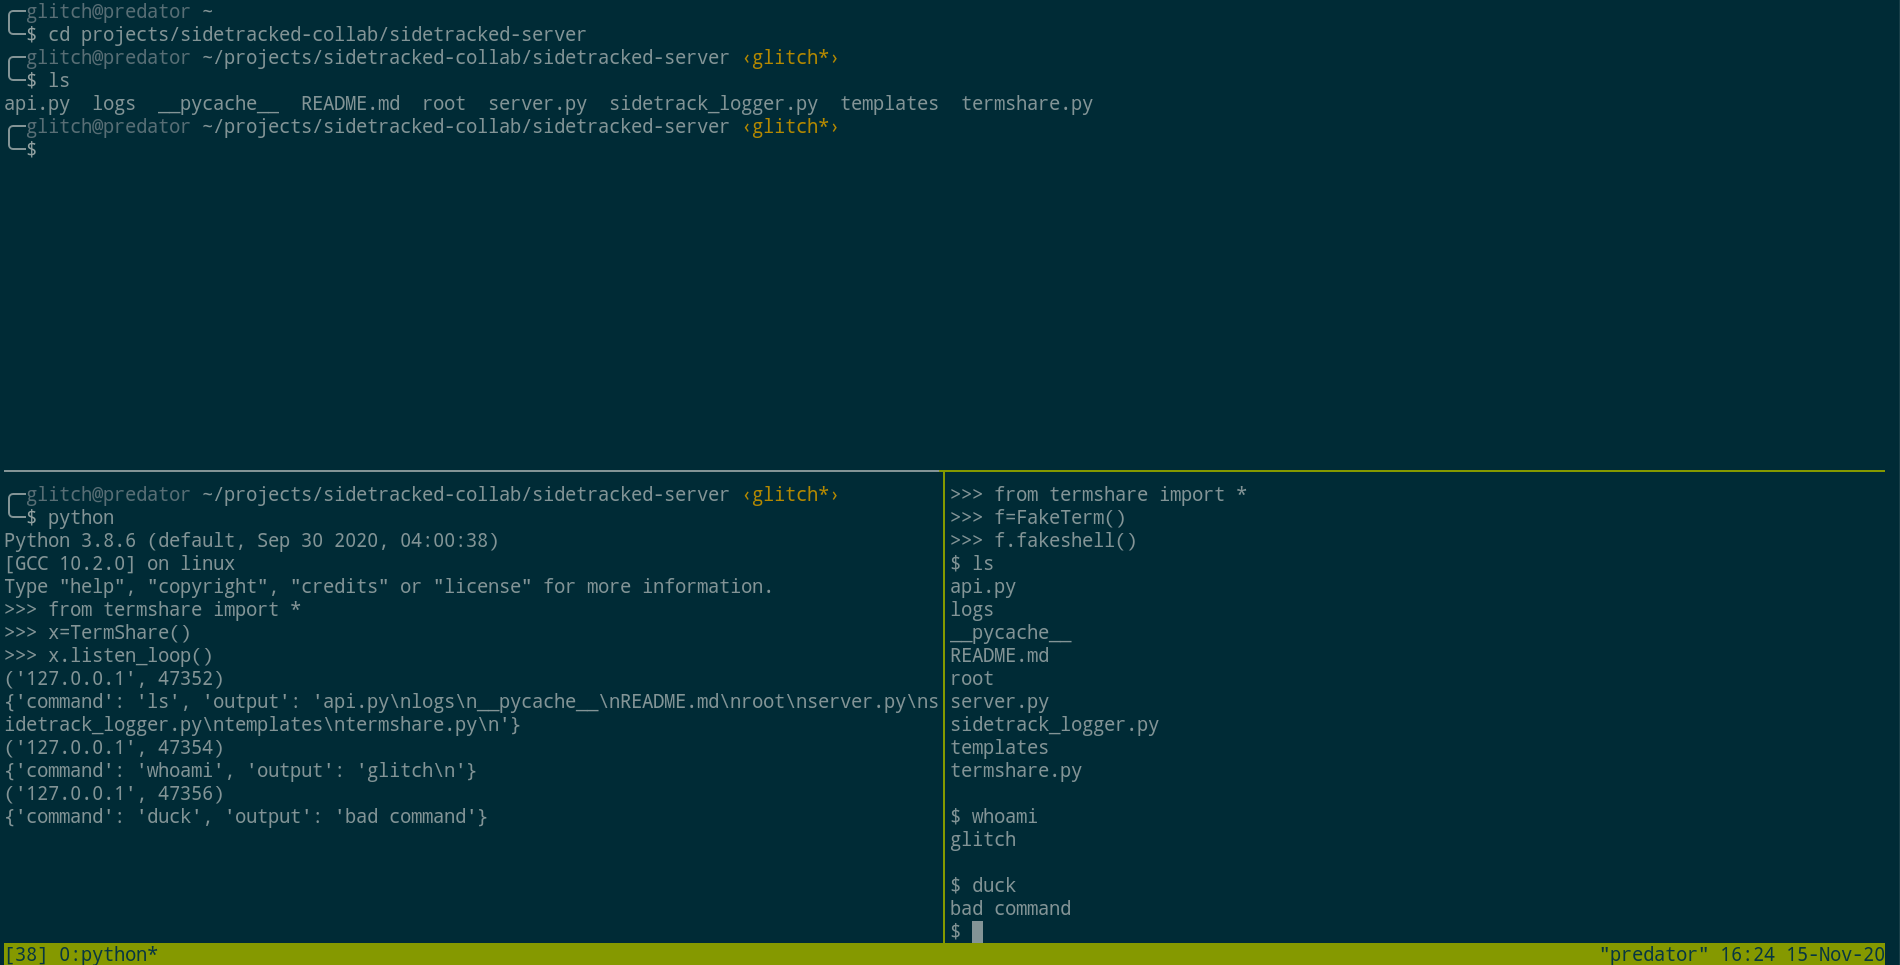 glitch@predator ~
$ cd projects/sidetracked-collab/sidetracked-server
glitch@predator ~/projects/sidetracked-collab/sidetracked-server ‹glitch*›
$ ls
api.py  logs  __pycache__  README.md  root  server.py  sidetrack_logger.py  templates  termshare.py
glitch@predator ~/projects/sidetracked-collab/sidetracked-server ‹glitch*›
$
glitch@predator ~/projects/sidetracked-collab/sidetracked-server ‹glitch*›
$ python
Python 3.8.6 (default, Sep 30 2020, 04:00:38)
[GCC 10.2.0] on linux
Type "help", "copyright", "credits" or "license" for more information.
>>> from termshare import *
>>> x=TermShare()
>>> x.listen_loop()
('127.0.0.1', 47352)
{'command': 'ls', 'output': 'api.py\nlogs\n__pycache__\nREADME.md\nroot\nserver.py\ns
idetrack_logger.py\ntemplates\ntermshare.py\n'}
('127.0.0.1', 47354)
{'command': 'whoami', 'output': 'glitch\n'}
('127.0.0.1', 47356)
{'command': 'duck', 'output': 'bad command'}
>>> from termshare import *
>>> f=FakeTerm()
>>> f.fakeshell()
$ ls
api.py
logs
__pycache__
README.md
root
server.py
sidetrack_logger.py
templates
termshare.py
$ whoami
glitch
$ duck
bad command
$
[38] 0:python*
"predator" 16:24 15-Nov-20